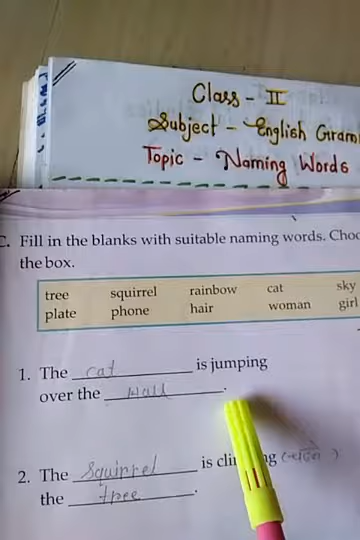 Class - II
Subject - English Gram
Topic - Naming Words
C. Fill in the blanks with suitable naming words. Choo
the box.
tree squirrel rainbow cat sky
plate phone hair woman girl
1. The cat is jumping
over the Wall.
2. The Squirrel is cli ng
the tree.